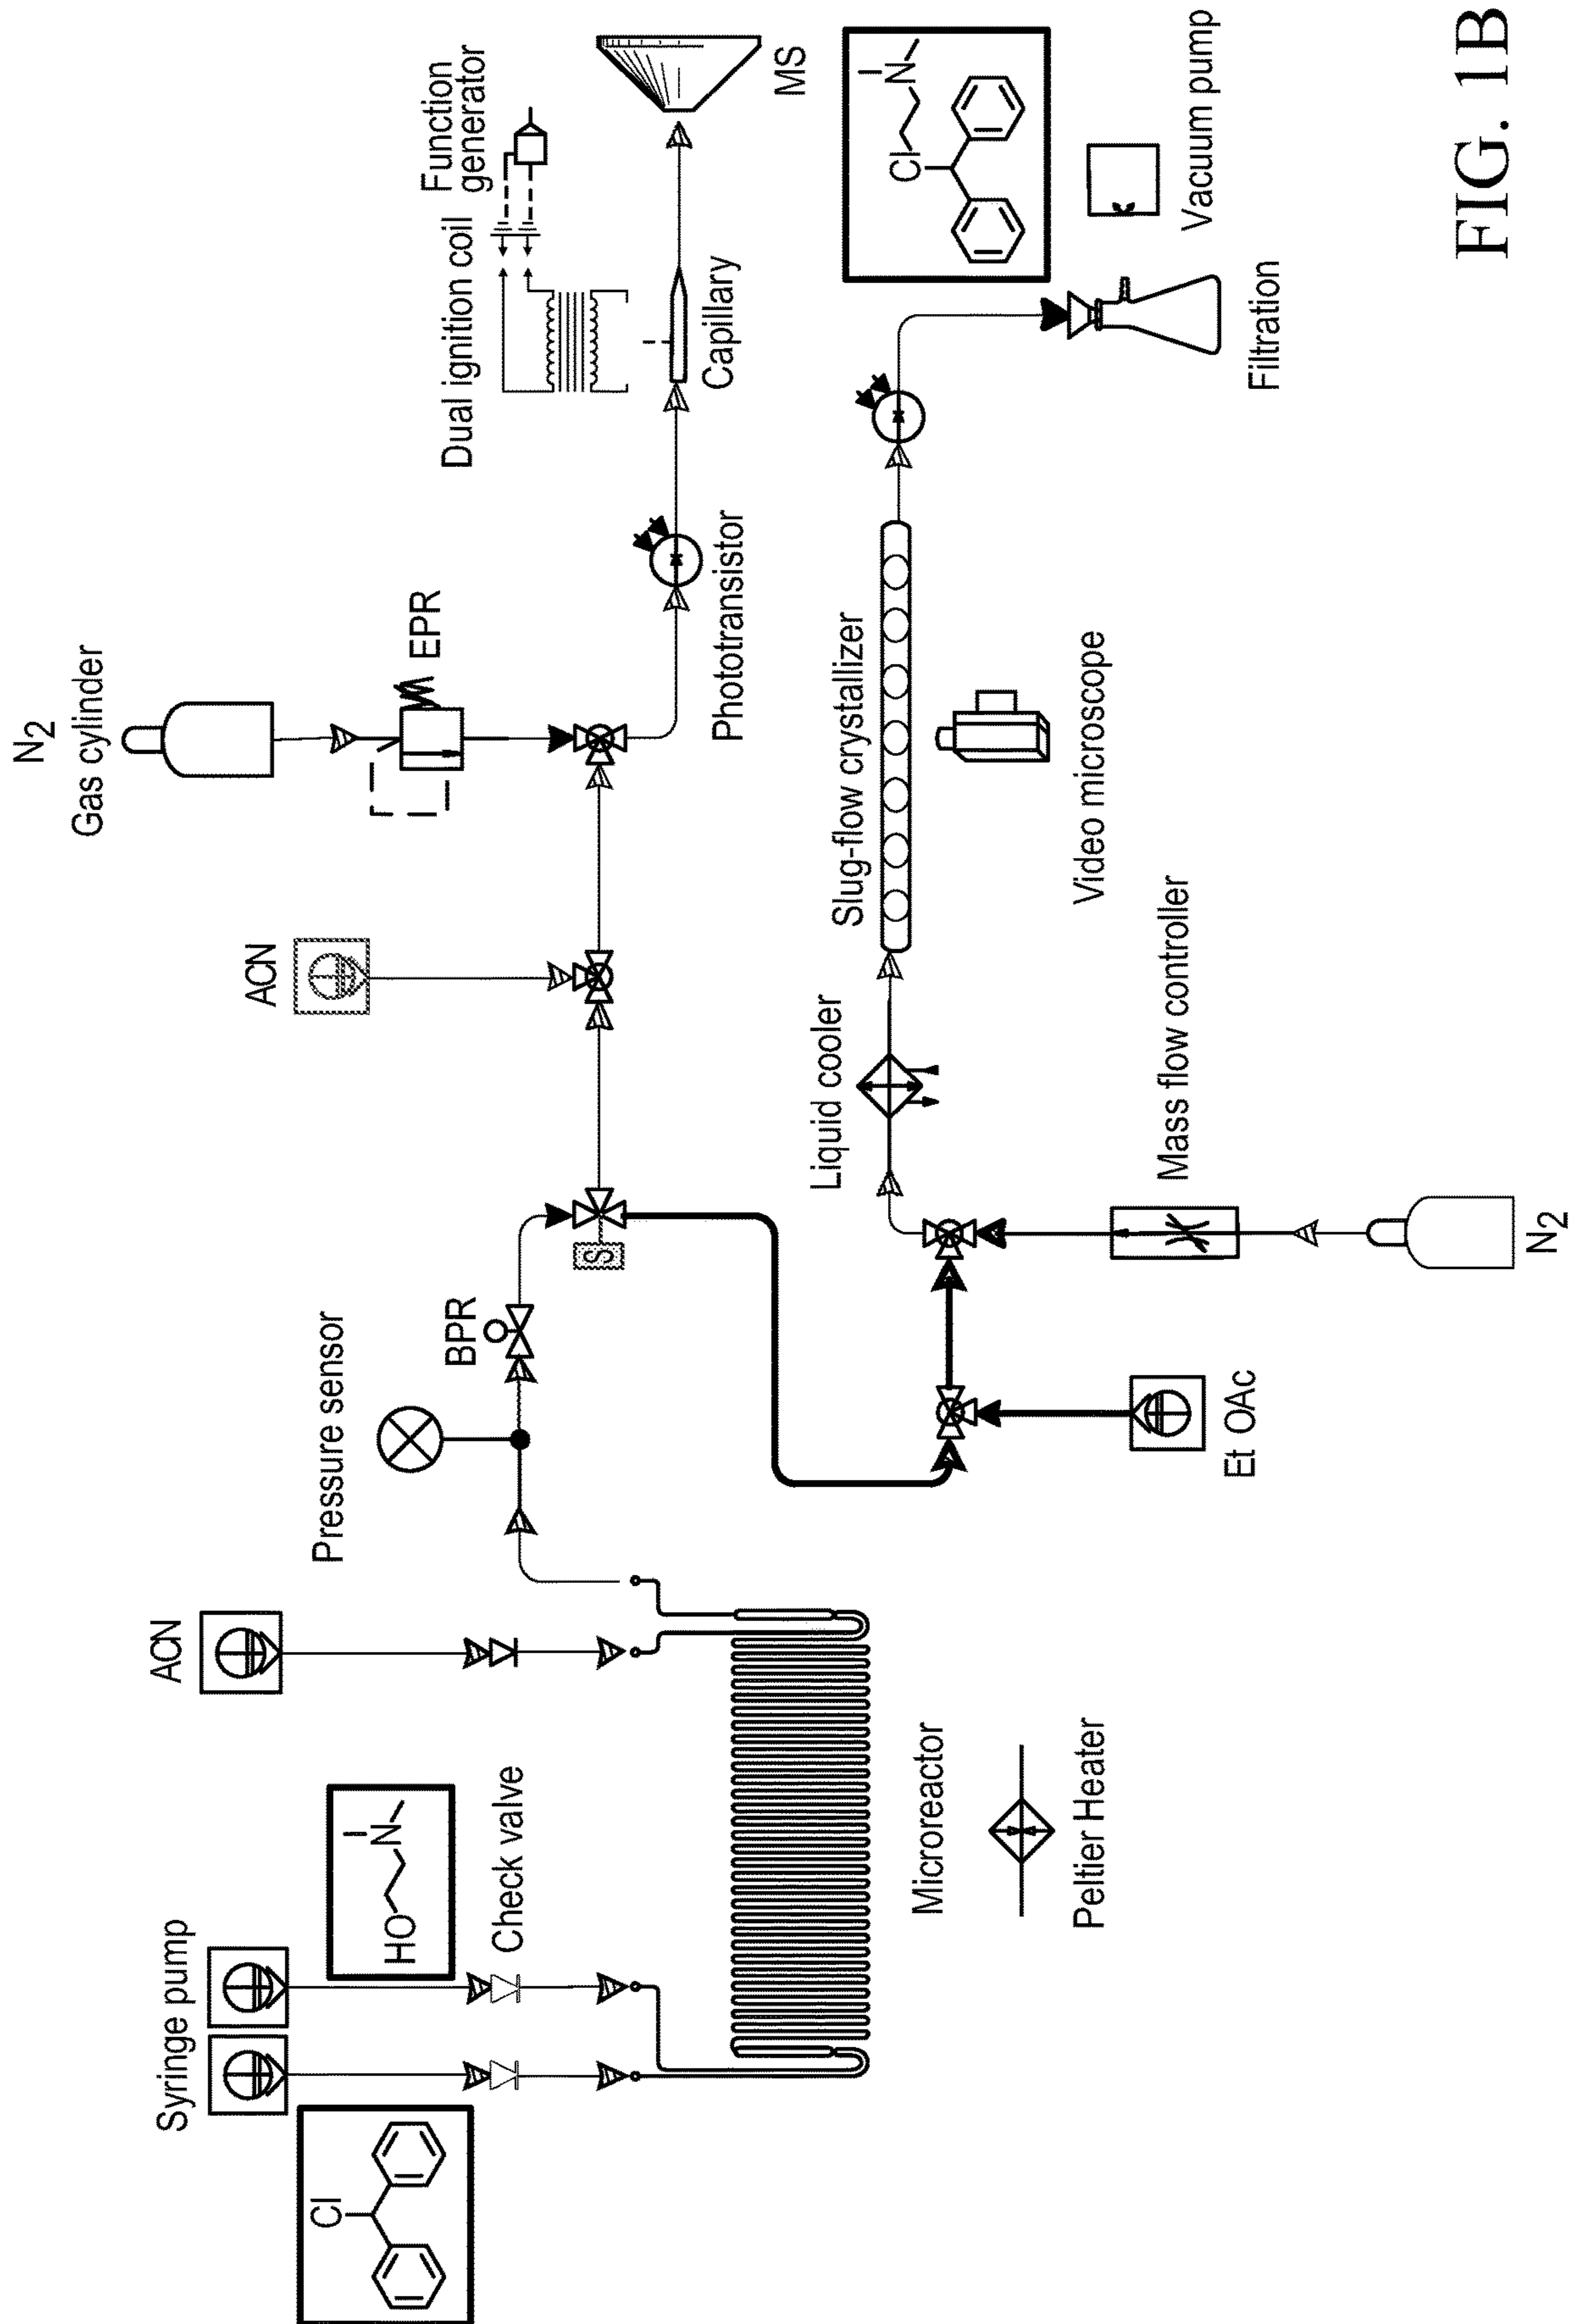 N2
Gas cylinder
Syringe pump
ACN
ACN
Cl
HO
N
Check valve
Pressure sensor
BPR
S
EPR
Dual ignition coil
Function
generator
Capillary
Phototransistor
MS
Liquid cooler
Slug-flow crystallizer
Cl
N
Microreactor
Peltier Heater
Video microscope
Mass flow controller
Vacuum pump
Et OAc
Filtration
N2
FIG. 1B